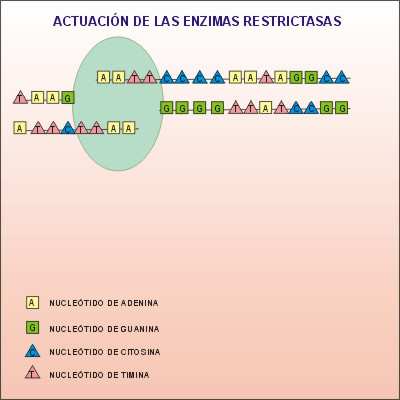 ACTUACIÓN DE LAS ENZIMAS RESTRICTASAS
A A T T C C C C A A T A G G C C
T A A G
G G G G T T A T C C G G
A T T C T T A A
A NUCLEÓTIDO DE ADENINA
G NUCLEÓTIDO DE GUANINA
C NUCLEÓTIDO DE CITOSINA
T NUCLEÓTIDO DE TIMINA